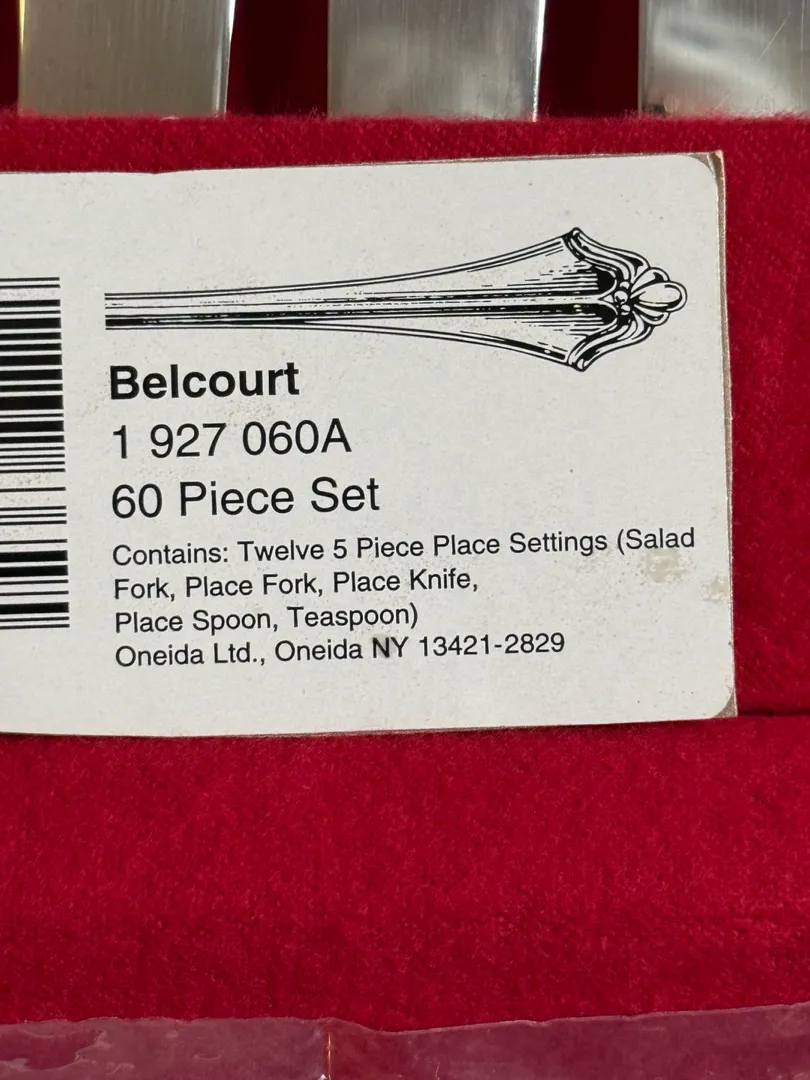 Belcourt
1 927 060A
60 Piece Set
Contains: Twelve 5 Piece Place Settings (Salad
Fork, Place Fork, Place Knife,
Place Spoon, Teaspoon)
Oneida Ltd., Oneida NY 13421-2829